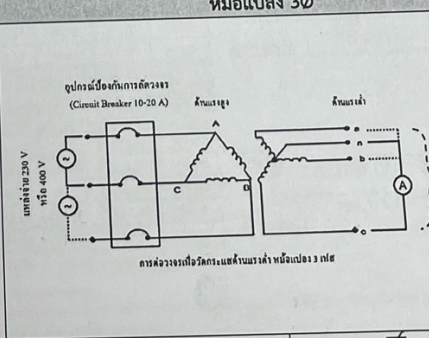 หม้อแปลง 3Ø
อุปกรณ์ป้องกันการลัดวงจร
(Circuit Breaker 10-20 A)
ด้านแรงสูง
ด้านแรงต่ำ
A
a
n
b
แหล่งจ่าย 230 V
หรือ 400 V
~
~
C
B
A
c
การต่อวงจรเพื่อวัดกระแสด้านแรงต่ำ หม้อแปลง 3 เฟส